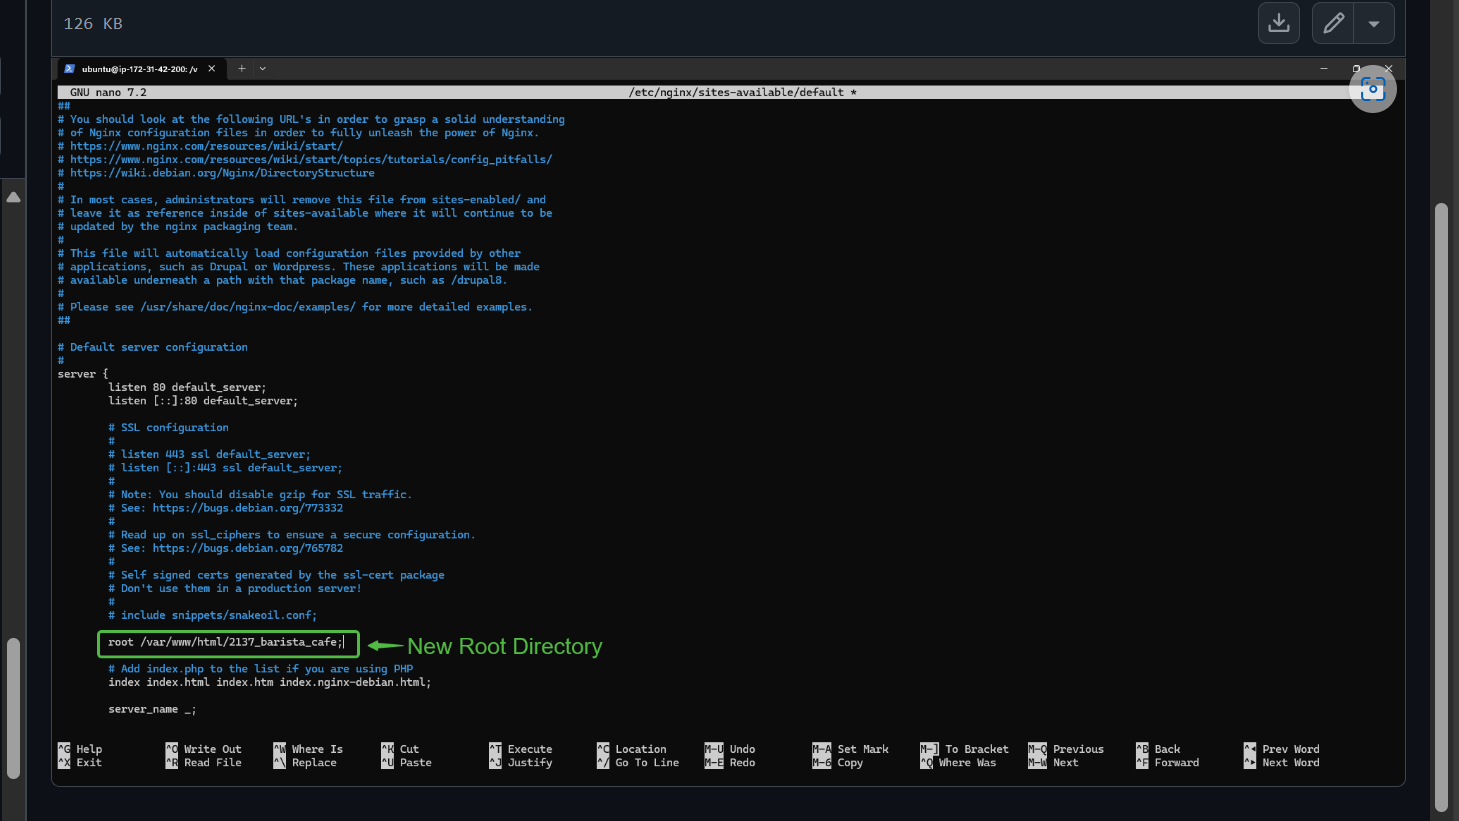 126 KB
ubuntu@ip-172-31-42-200: /v
GNU nano 7.2 /etc/nginx/sites-available/default *
##
# You should look at the following URL's in order to grasp a solid understanding
# of Nginx configuration files in order to fully unleash the power of Nginx.
# https://www.nginx.com/resources/wiki/start/
# https://www.nginx.com/resources/wiki/start/topics/tutorials/config_pitfalls/
# https://wiki.debian.org/Nginx/DirectoryStructure
#
# In most cases, administrators will remove this file from sites-enabled/ and
# leave it as reference inside of sites-available where it will continue to be
# updated by the nginx packaging team.
#
# This file will automatically load configuration files provided by other
# applications, such as Drupal or Wordpress. These applications will be made
# available underneath a path with that package name, such as /drupal8.
#
# Please see /usr/share/doc/nginx-doc/examples/ for more detailed examples.
##
# Default server configuration
#
server {
listen 80 default_server;
listen [::]:80 default_server;
# SSL configuration
#
# listen 443 ssl default_server;
# listen [::]:443 ssl default_server;
#
# Note: You should disable gzip for SSL traffic.
# See: https://bugs.debian.org/773332
#
# Read up on ssl_ciphers to ensure a secure configuration.
# See: https://bugs.debian.org/765782
#
# Self signed certs generated by the ssl-cert package
# Don't use them in a production server!
#
# include snippets/snakeoil.conf;
root /var/www/html/2137_barista_cafe; New Root Directory
# Add index.php to the list if you are using PHP
index index.html index.htm index.nginx-debian.html;
server_name _;
^G Help ^O Write Out ^W Where Is ^K Cut ^T Execute ^C Location M-U Undo M-A Set Mark M-] To Bracket M-Q Previous ^B Back ^◂ Prev Word
^X Exit ^R Read File ^\ Replace ^U Paste ^J Justify ^/ Go To Line M-E Redo M-6 Copy ^Q Where Was M-W Next ^F Forward ^▸ Next Word